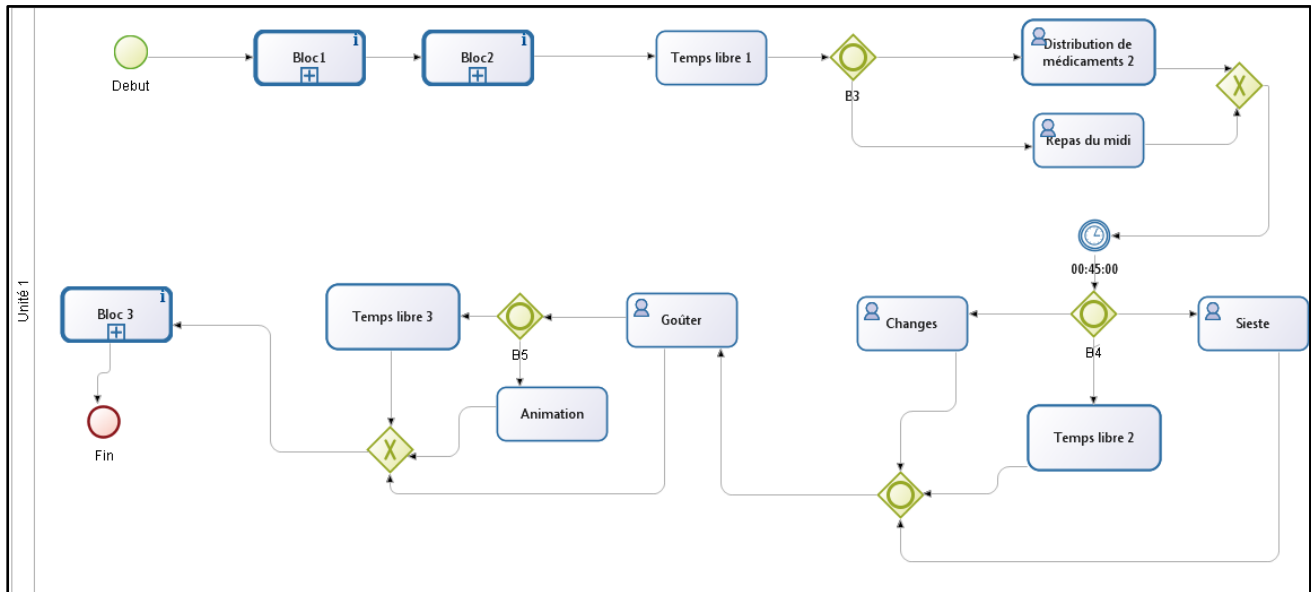 Unité 1
Debut
Bloc1
Bloc2
Temps libre 1
B3
Distribution de
médicaments 2
Repas du midi
00:45:00
B4
Sieste
Changes
Temps libre 2
Goûter
B5
Temps libre 3
Animation
Bloc 3
Fin